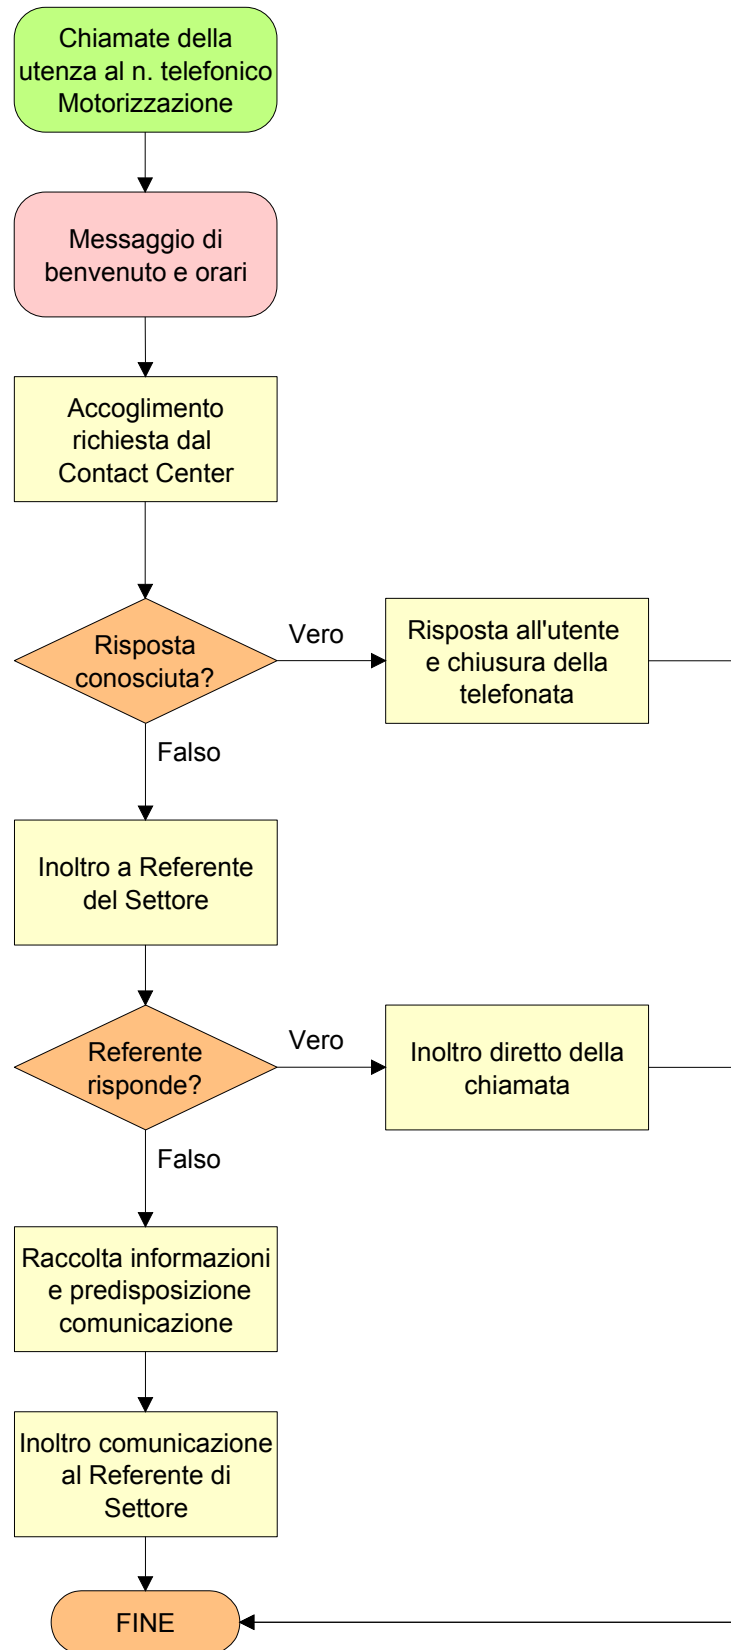 Chiamate della
utenza al n. telefonico
Motorizzazione
Messaggio di
benvenuto e orari
Accoglimento
richiesta dal
Contact Center
Risposta
conosciuta?
Vero
Risposta all'utente
e chiusura della
telefonata
Falso
Inoltro a Referente
del Settore
Referente
risponde?
Vero
Inoltro diretto della
chiamata
Falso
Raccolta informazioni
e predisposizione
comunicazione
Inoltro comunicazione
al Referente di
Settore
FINE